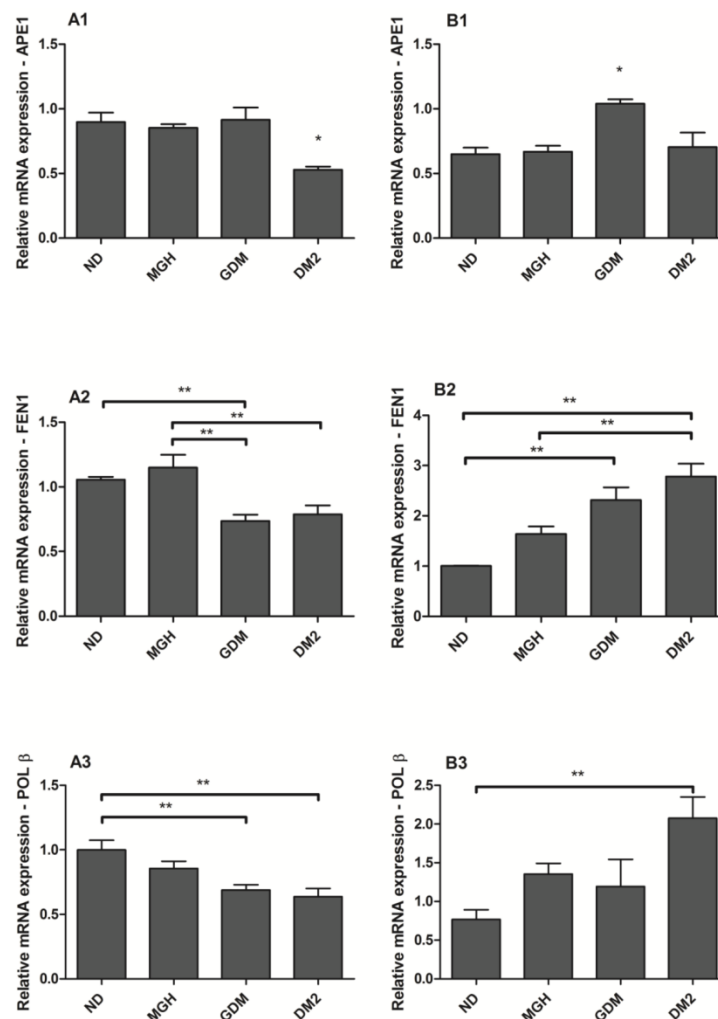 A1
Relative mRNA expression - APE1
1.5
1.0
0.5
0.0
*
ND
MGH
GDM
DM2
B1
Relative mRNA expression - APE1
1.5
1.0
0.5
0.0
*
ND
MGH
GDM
DM2
A2
Relative mRNA expression - FEN1
1.5
1.0
0.5
0.0
**
**
**
ND
MGH
GDM
DM2
B2
Relative mRNA expression - FEN1
4
3
2
1
0
**
**
**
ND
MGH
GDM
DM2
A3
Relative mRNA expression - POL β
1.5
1.0
0.5
0.0
**
**
ND
MGH
GDM
DM2
B3
Relative mRNA expression - POL β
2.5
2.0
1.5
1.0
0.5
0.0
**
ND
MGH
GDM
DM2